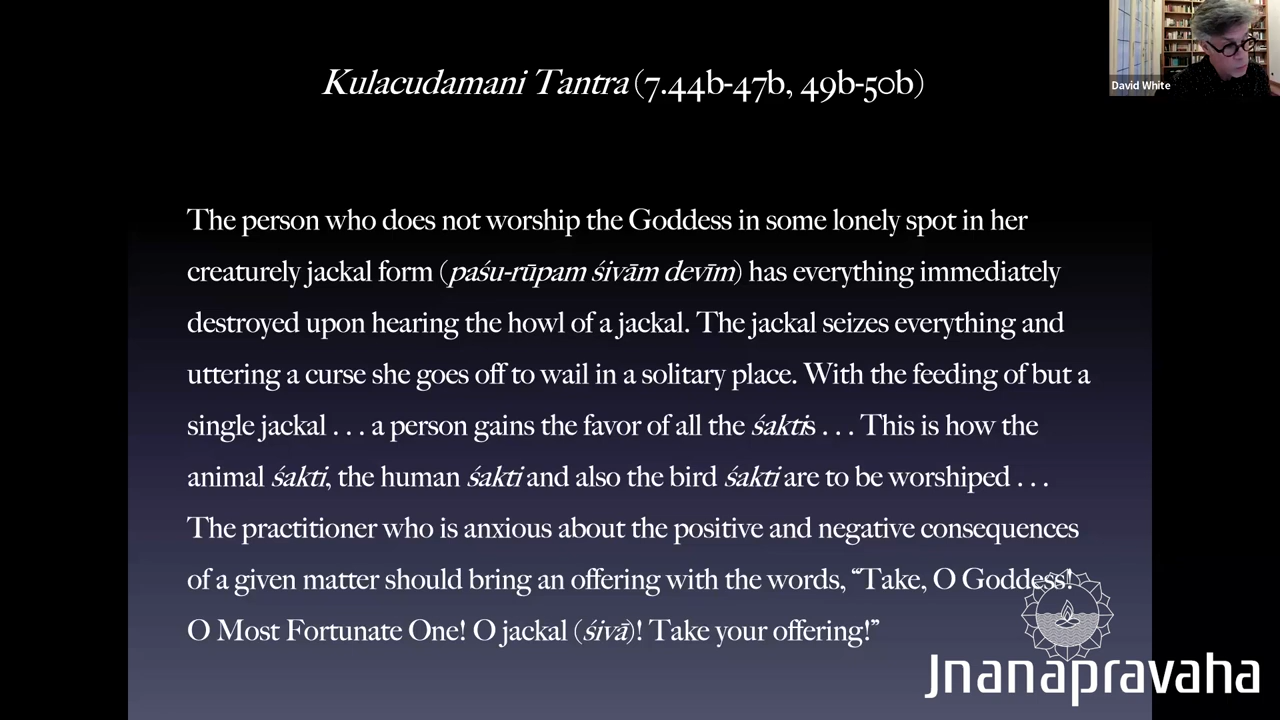 Kulacudamani Tantra (7.44b-47b, 49b-50b)
David White
The person who does not worship the Goddess in some lonely spot in her
creaturely jackal form (paśu-rūpam śivām devīm) has everything immediately
destroyed upon hearing the howl of a jackal. The jackal seizes everything and
uttering a curse she goes off to wail in a solitary place. With the feeding of but a
single jackal . . . a person gains the favor of all the śaktis . . . This is how the
animal śakti, the human śakti and also the bird śakti are to be worshiped . . .
The practitioner who is anxious about the positive and negative consequences
of a given matter should bring an offering with the words, “Take, O Goddess!
O Most Fortunate One! O jackal (śivā)! Take your offering!”
Jnanapravaha